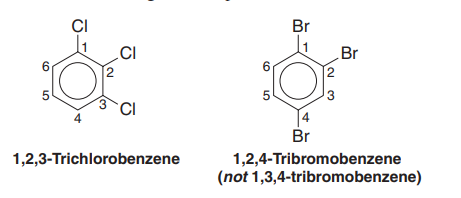 Cl
1
Cl
6
2
5
3
Cl
4
1,2,3-Trichlorobenzene
Br
1
Br
6
2
5
3
4
Br
1,2,4-Tribromobenzene
(not 1,3,4-tribromobenzene)